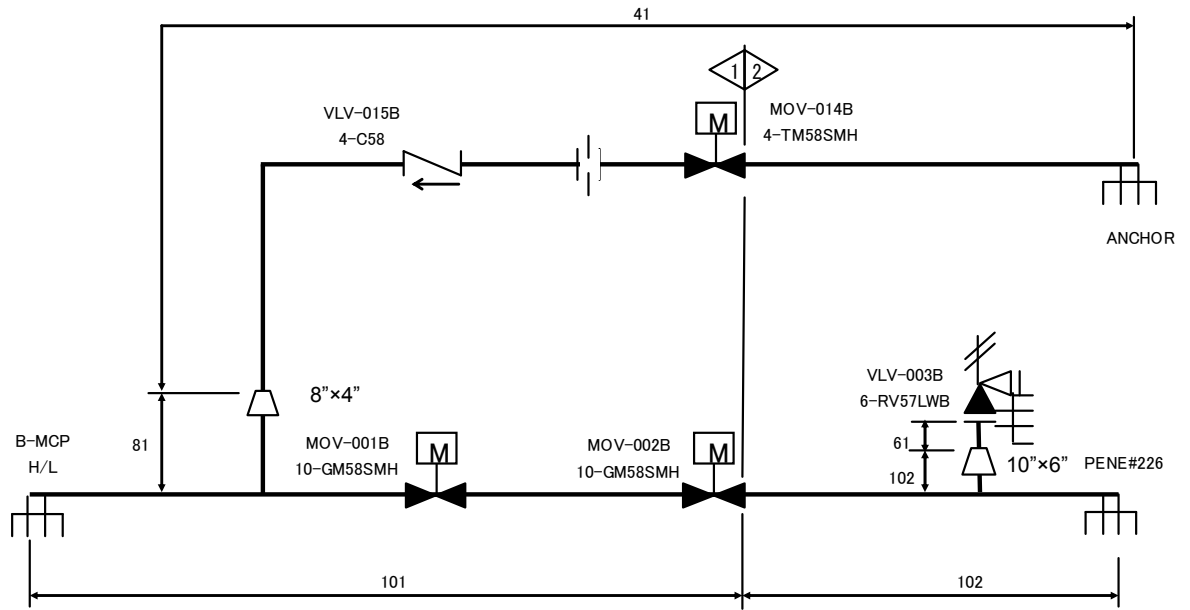 41
1 2
VLV-015B
4-C58
MOV-014B
4-TM58SMH
M
ANCHOR
8”×4”
81
B-MCP
H/L
MOV-001B
10-GM58SMH
M
MOV-002B
10-GM58SMH
M
VLV-003B
6-RV57LWB
61
102
10”×6”
PENE#226
101
102